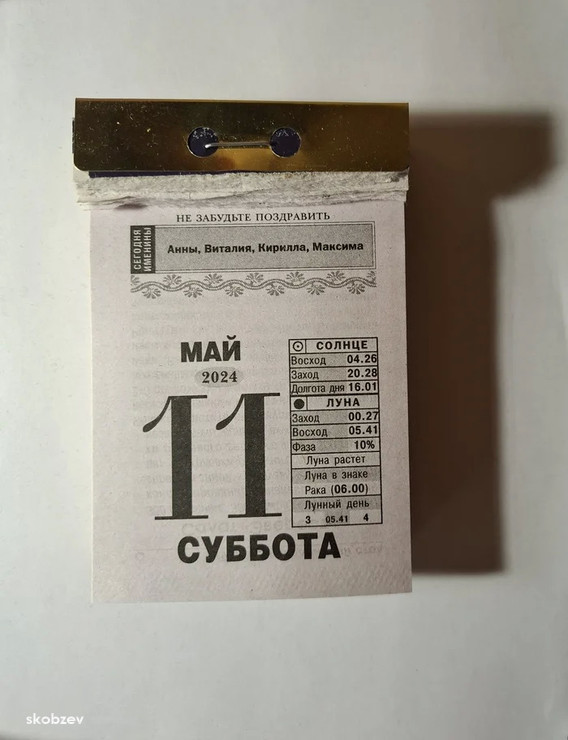 НЕ ЗАБУДЬТЕ ПОЗДРАВИТЬ
СЕГОДНЯ
ИМЕНИНЫ
Анны, Виталия, Кирилла, Максима
МАЙ
2024
11
СУББОТА
СОЛНЦЕ
Восход 04.26
Заход 20.28
Долгота дня 16.01
ЛУНА
Заход 00.27
Восход 05.41
Фаза 10%
Луна растет
Луна в знаке
Рака (06.00)
Лунный день
3 05.41 4
skobzev